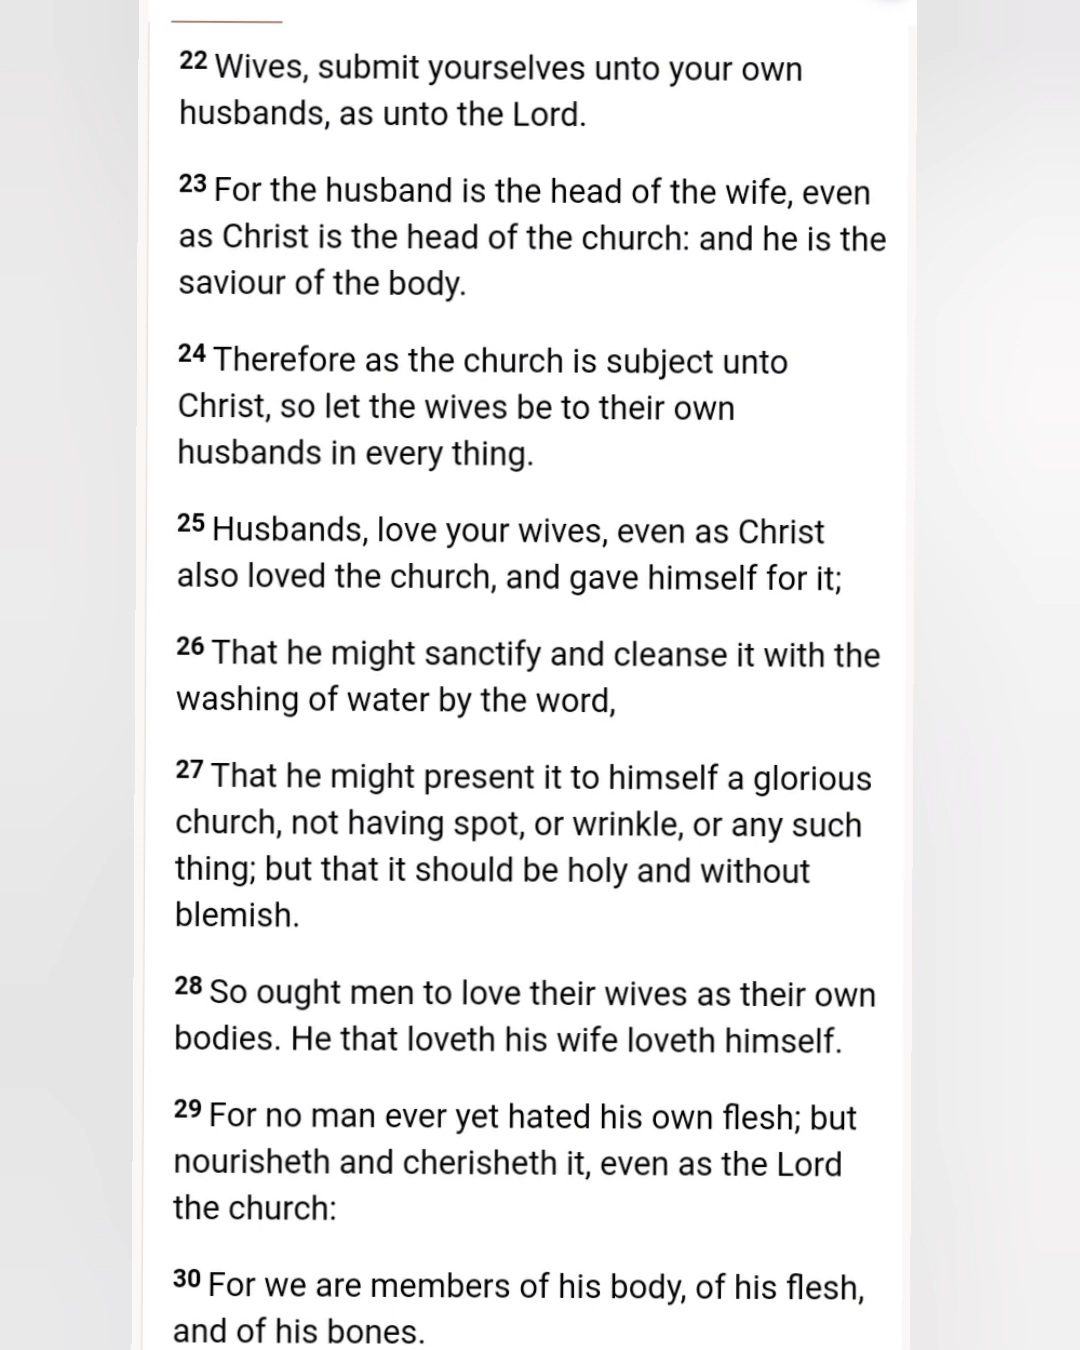 22 Wives, submit yourselves unto your own
husbands, as unto the Lord.
23 For the husband is the head of the wife, even
as Christ is the head of the church: and he is the
saviour of the body.
24 Therefore as the church is subject unto
Christ, so let the wives be to their own
husbands in every thing.
25 Husbands, love your wives, even as Christ
also loved the church, and gave himself for it;
26 That he might sanctify and cleanse it with the
washing of water by the word,
27 That he might present it to himself a glorious
church, not having spot, or wrinkle, or any such
thing; but that it should be holy and without
blemish.
28 So ought men to love their wives as their own
bodies. He that loveth his wife loveth himself.
29 For no man ever yet hated his own flesh; but
nourisheth and cherisheth it, even as the Lord
the church:
30 For we are members of his body, of his flesh,
and of his bones.